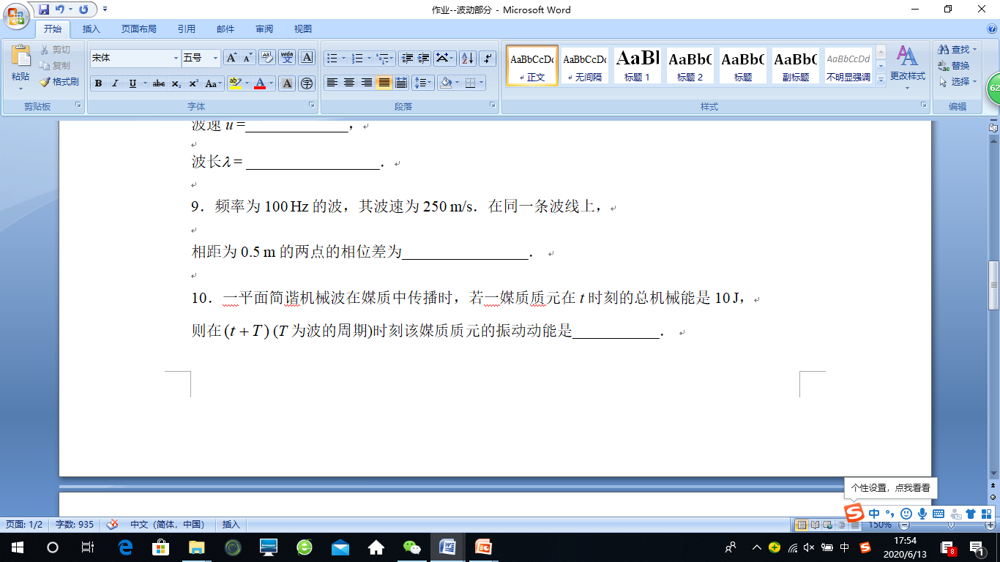 作业--波动部分 - Microsoft Word
开始 插入 页面布局 引用 邮件 审阅 视图
粘贴 剪切 复制 格式刷 剪贴板
宋体 五号 字体
段落
AaBbCcDc 正文 AaBbCcDc 无间隔 AaBl 标题 1 AaBbC 标题 2 AaBbC 标题 AaBbC 副标题 AaBbCcDd 不明显强调 更改样式 样式
查找 替换 选择 编辑
62
波速 u =______________，
波长λ = __________________．
9．频率为 100 Hz 的波，其波速为 250 m/s．在同一条波线上，
相距为 0.5 m 的两点的相位差为_________________．
10．一平面简谐机械波在媒质中传播时，若一媒质质元在 t 时刻的总机械能是 10 J，
则在 (t + T) (T 为波的周期)时刻该媒质质元的振动动能是____________．
个性设置，点我看看
中
页面: 1/2 字数: 935 中文（简体，中国） 插入 150%
中 17:54
2020/6/13
8 1